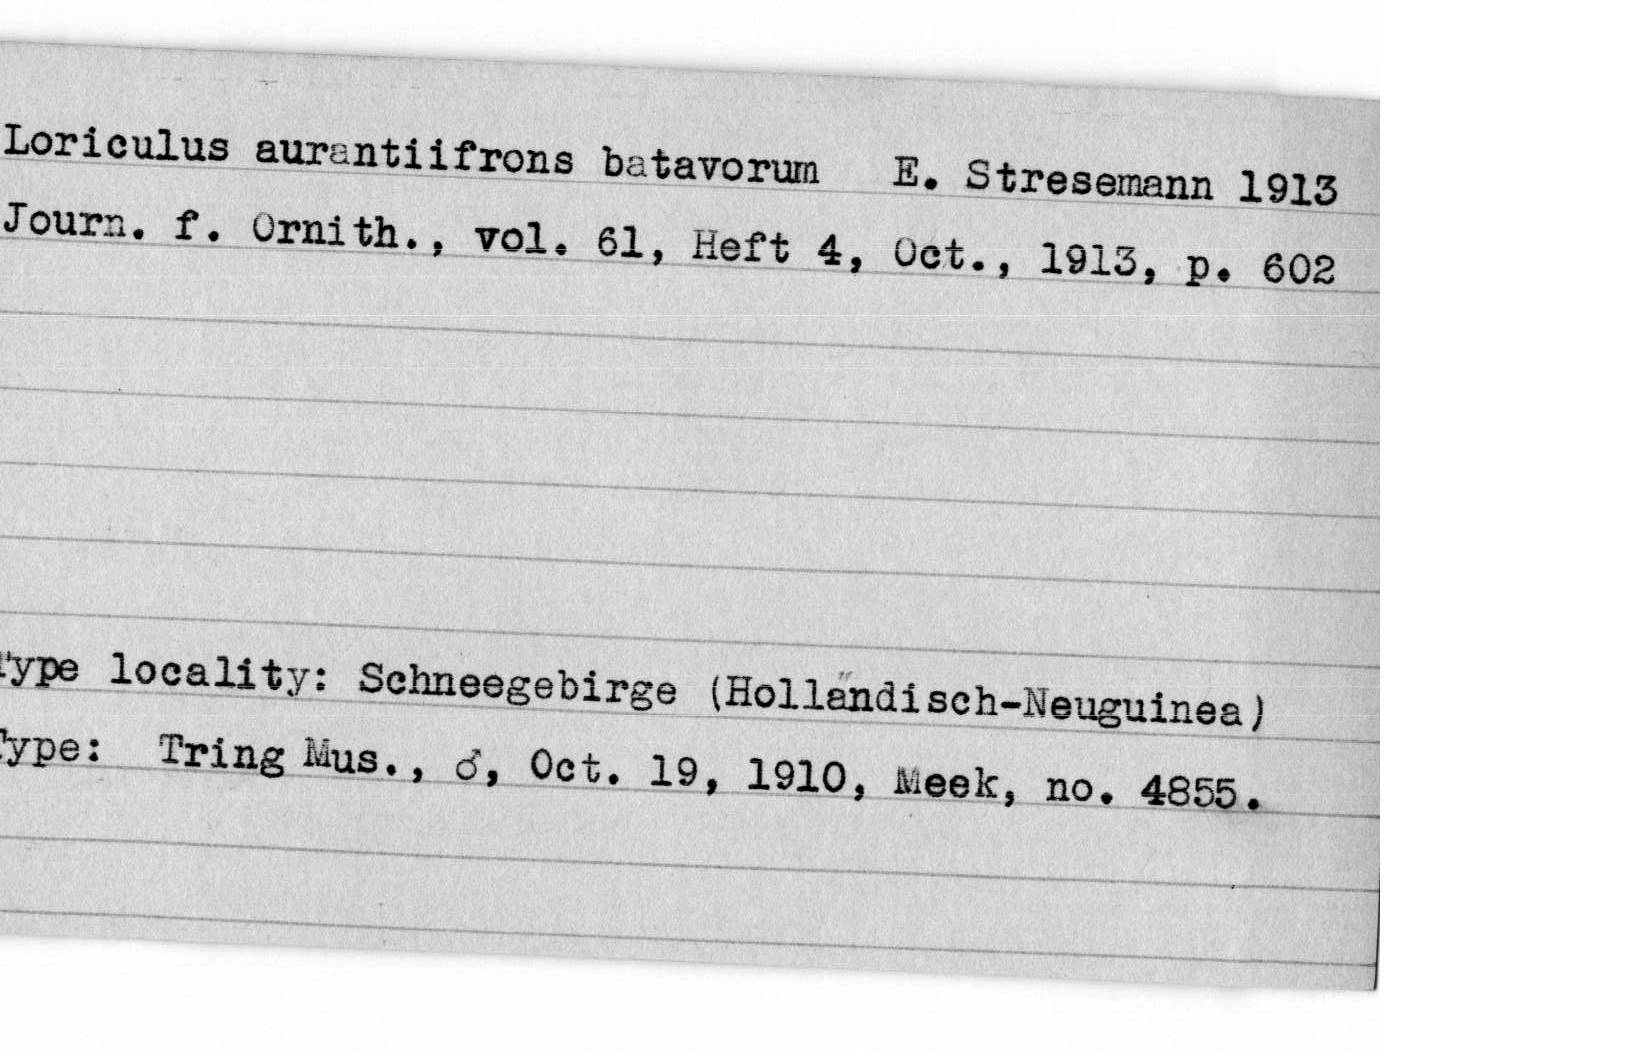 Loriculus aurantiifrons batavorum E. Stresemann 1913
Journ. f. Ornith., vol. 61, Heft 4, Oct., 1913, p. 602
Type locality: Schneegebirge (Holländisch-Neuguinea)
Type: Tring Mus., ♂, Oct. 19, 1910, Meek, no. 4855.